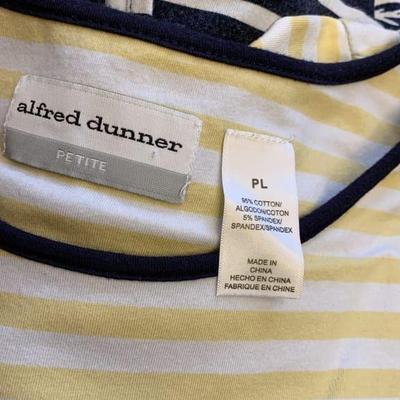 alfred dunner
PETITE
PL
95% COTTON/
ALGODON/COTON
5% SPANDEX/
SPANDEX/SPANDEX
MADE IN
CHINA
HECHO EN CHINA
FABRIQUE EN CHINE